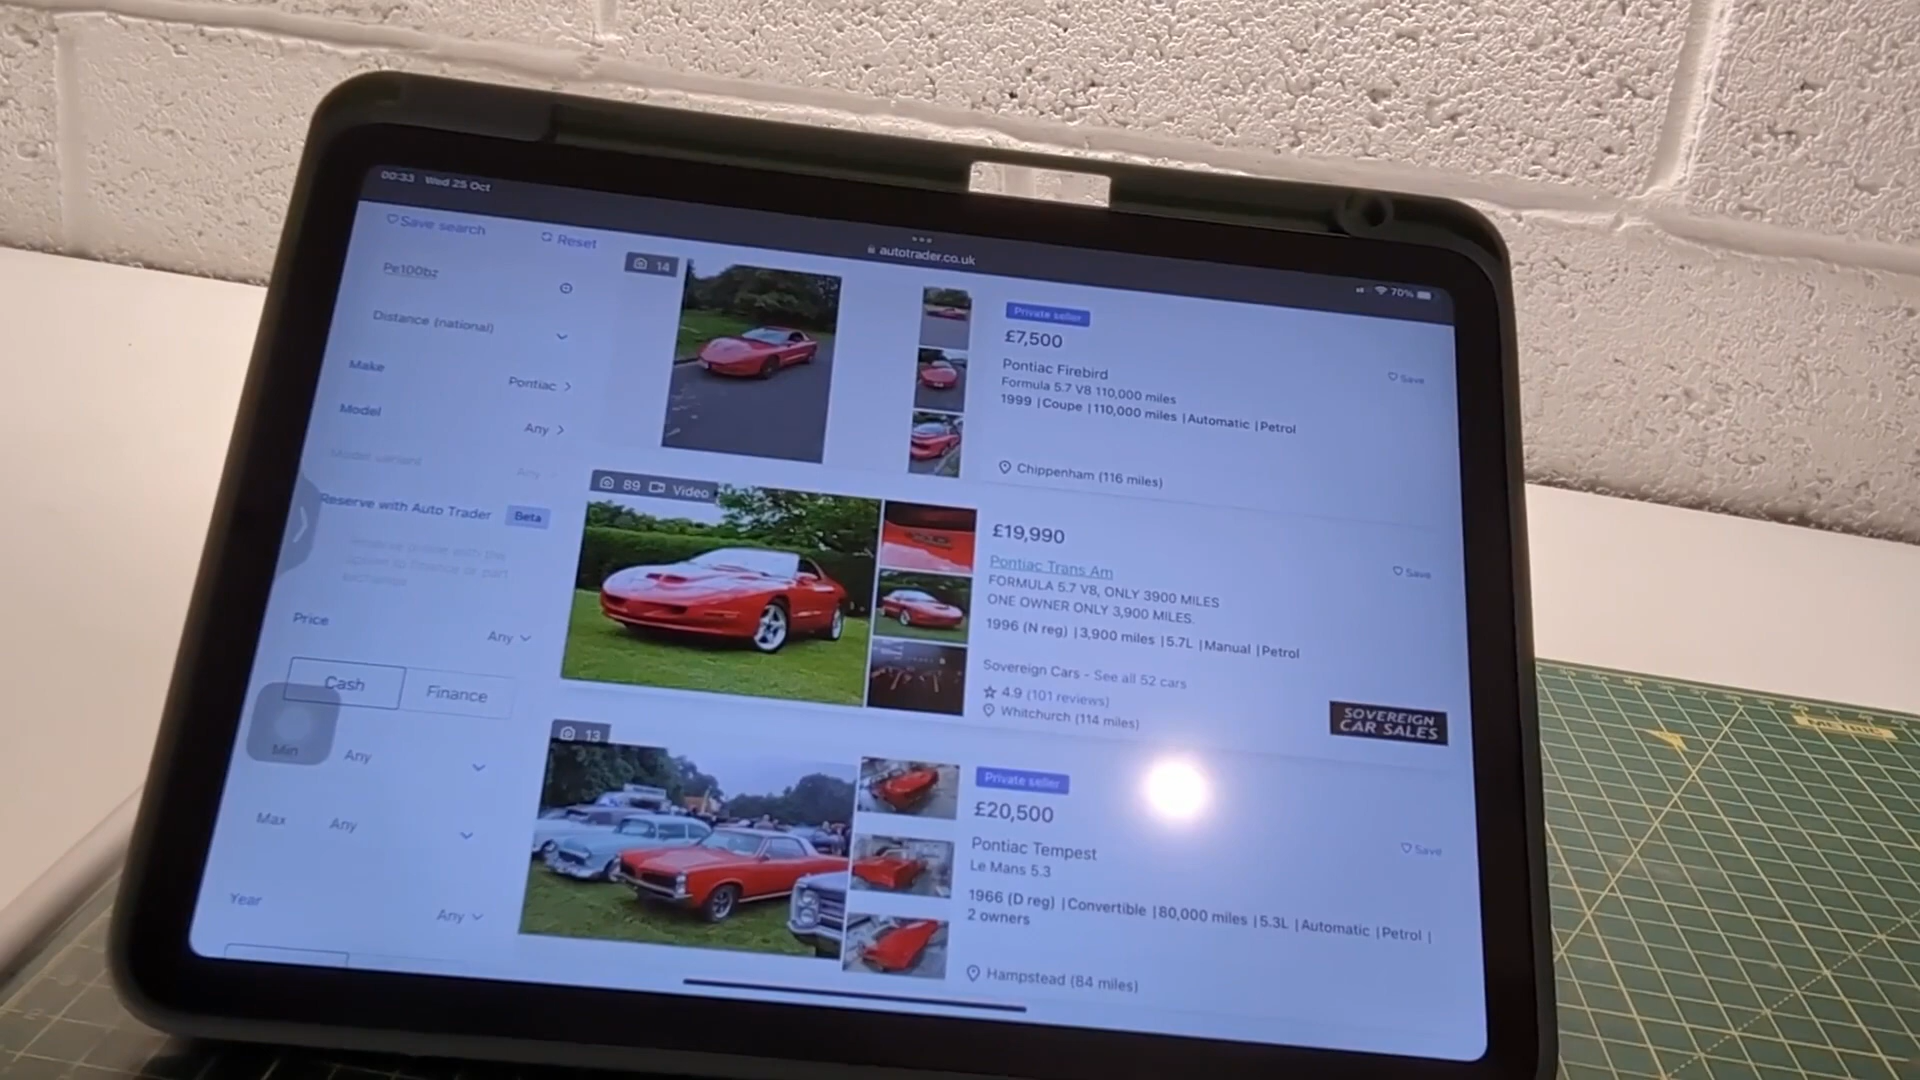 00:33 Wed 25 Oct
autotrader.co.uk
70%
Save search
Reset
Pe100bz
Distance (national)
Make
Pontiac
Model
Any
Model variant
Any
Reserve with Auto Trader
Beta
Price
Any
Cash
Finance
Min
Any
Max
Any
Year
Any
14
Private seller
£7,500
Pontiac Firebird
Formula 5.7 V8 110,000 miles
1999 | Coupe | 110,000 miles | Automatic | Petrol
Chippenham (116 miles)
Save
89 Video
£19,990
Pontiac Trans Am
FORMULA 5.7 V8, ONLY 3900 MILES
ONE OWNER ONLY 3,900 MILES.
1996 (N reg) | 3,900 miles | 5.7L | Manual | Petrol
Sovereign Cars - See all 52 cars
4.9 (101 reviews)
Whitchurch (114 miles)
Save
SOVEREIGN
CAR SALES
13
Private seller
£20,500
Pontiac Tempest
Le Mans 5.3
1966 (D reg) | Convertible | 80,000 miles | 5.3L | Automatic | Petrol |
2 owners
Hampstead (84 miles)
Save